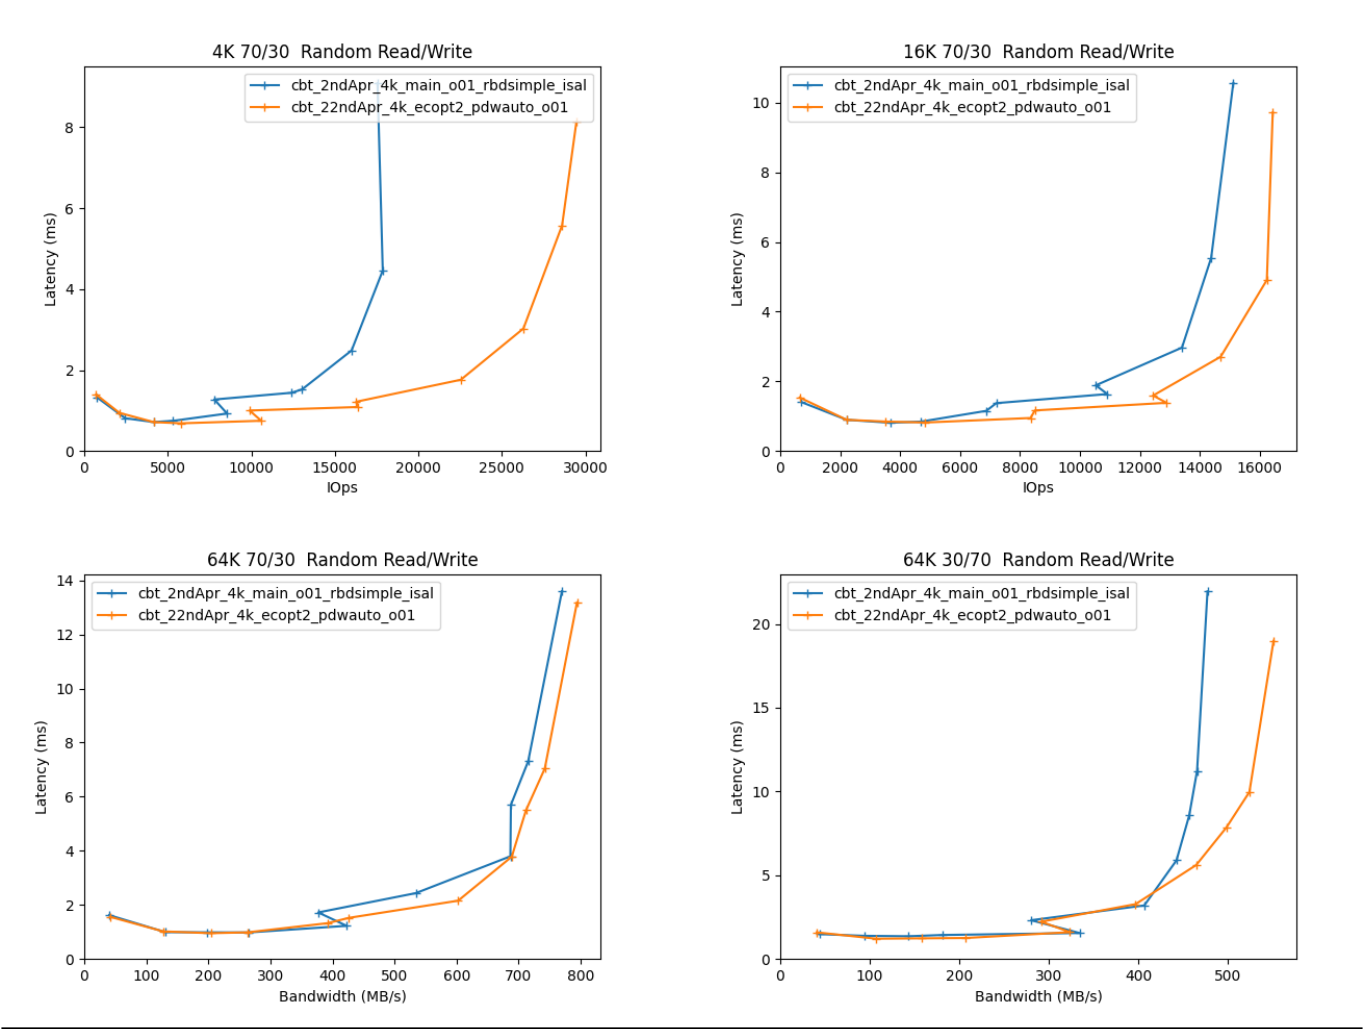 4K 70/30 Random Read/Write
cbt_2ndApr_4k_main_o01_rbdsimple_isal
cbt_22ndApr_4k_ecopt2_pdwauto_o01
Latency (ms)
8
6
4
2
0
0 5000 10000 15000 20000 25000 30000
IOps
16K 70/30 Random Read/Write
cbt_2ndApr_4k_main_o01_rbdsimple_isal
cbt_22ndApr_4k_ecopt2_pdwauto_o01
Latency (ms)
10
8
6
4
2
0
0 2000 4000 6000 8000 10000 12000 14000 16000
IOps
64K 70/30 Random Read/Write
cbt_2ndApr_4k_main_o01_rbdsimple_isal
cbt_22ndApr_4k_ecopt2_pdwauto_o01
Latency (ms)
14
12
10
8
6
4
2
0
0 100 200 300 400 500 600 700 800
Bandwidth (MB/s)
64K 30/70 Random Read/Write
cbt_2ndApr_4k_main_o01_rbdsimple_isal
cbt_22ndApr_4k_ecopt2_pdwauto_o01
Latency (ms)
20
15
10
5
0
0 100 200 300 400 500
Bandwidth (MB/s)